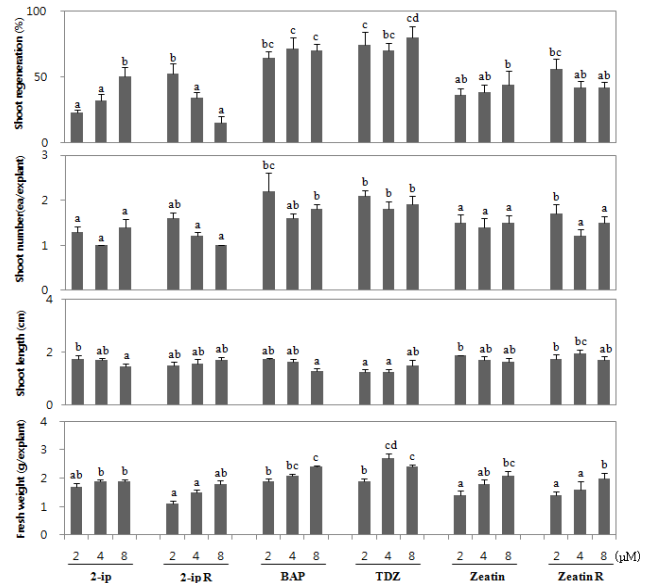 Shoot regeneration (%)
100
50
0
a a b b a a bc c c c bc cd ab ab b bc ab ab
Shoot number(ea/explant)
3
2
1
0
a a a ab a a bc ab b b b b a a a b a a
Shoot length (cm)
4
2
0
b ab a ab ab ab ab ab a a a ab b ab ab b bc ab
Fresh weight (g/explant)
4
3
2
1
0
ab b b a a ab b bc c b cd c a ab bc a a b
2 4 8 2 4 8 2 4 8 2 4 8 2 4 8 2 4 8 (μM)
2-ip 2-ip R BAP TDZ Zeatin Zeatin R